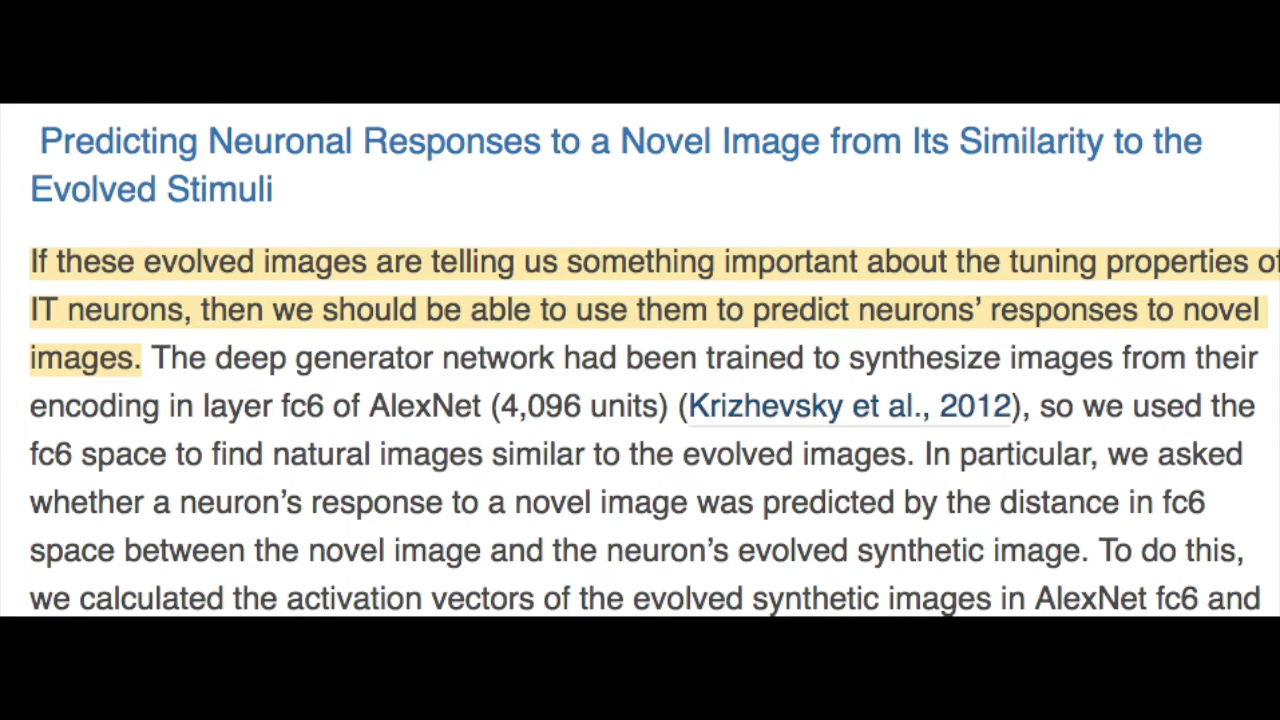 Predicting Neuronal Responses to a Novel Image from Its Similarity to the
Evolved Stimuli
If these evolved images are telling us something important about the tuning properties of
IT neurons, then we should be able to use them to predict neurons’ responses to novel
images. The deep generator network had been trained to synthesize images from their
encoding in layer fc6 of AlexNet (4,096 units) (Krizhevsky et al., 2012), so we used the
fc6 space to find natural images similar to the evolved images. In particular, we asked
whether a neuron’s response to a novel image was predicted by the distance in fc6
space between the novel image and the neuron’s evolved synthetic image. To do this,
we calculated the activation vectors of the evolved synthetic images in AlexNet fc6 and